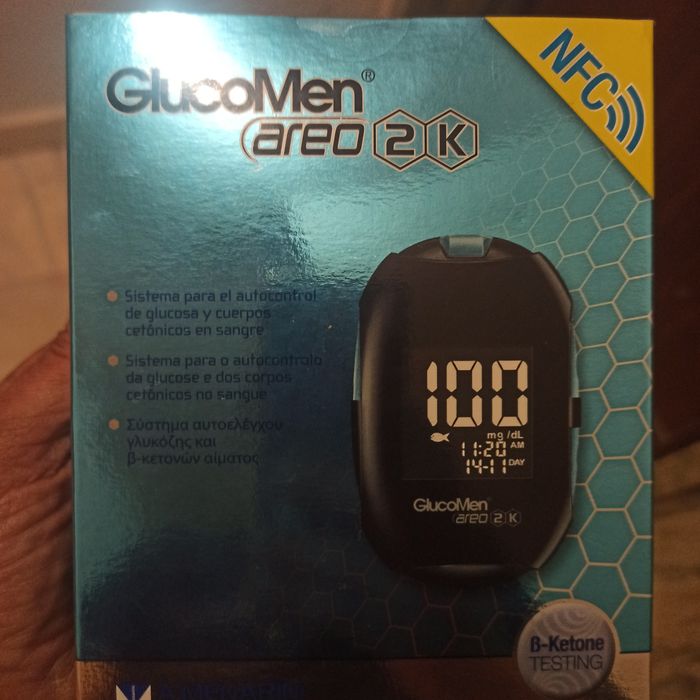 GlucoMen®
areo 2 K
NFC
Sistema para el autocontrol
de glucosa y cuerpos
cetónicos en sangre
Sistema para o autocontrolo
da glucose e dos corpos
cetónicos no sangue
Σύστημα αυτοελέγχου
γλυκόζης και
β-κετονών αίματος
100
mg/dL
11:20 AM
14-11 DAY
GlucoMen
areo 2 K
β-Ketone
TESTING